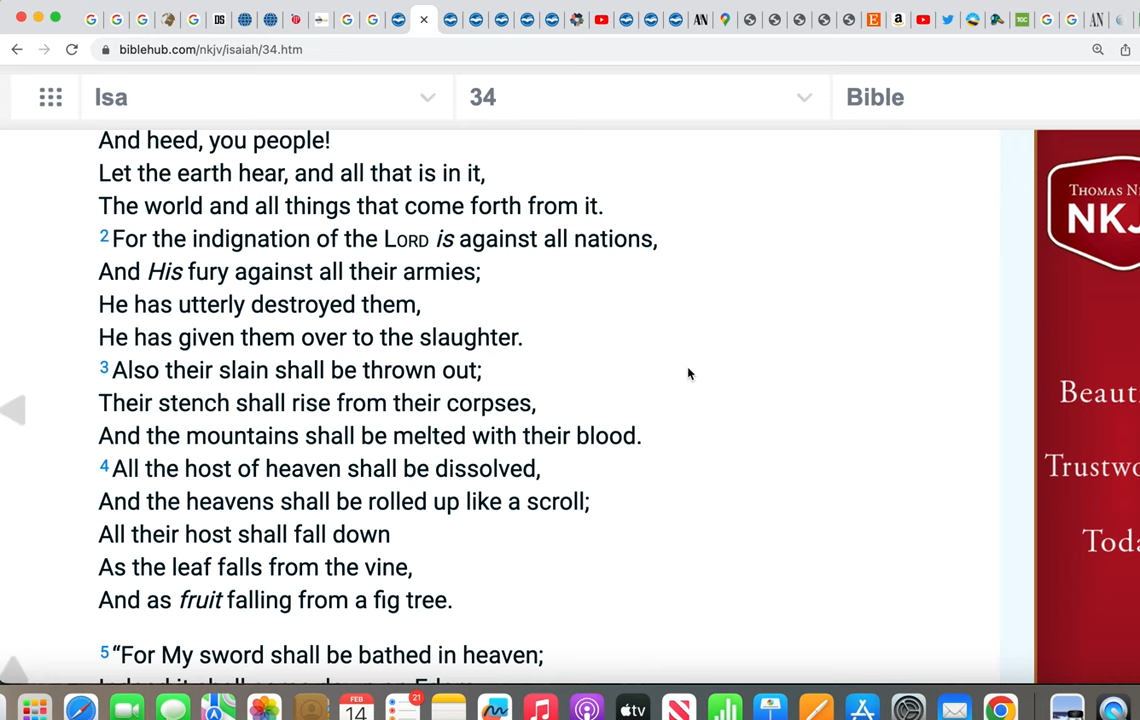 DS
AN
TGC
AN
biblehub.com/nkjv/isaiah/34.htm
Isa
34
Bible
And heed, you people!
Let the earth hear, and all that is in it,
The world and all things that come forth from it.
2 For the indignation of the LORD is against all nations,
And His fury against all their armies;
He has utterly destroyed them,
He has given them over to the slaughter.
3 Also their slain shall be thrown out;
Their stench shall rise from their corpses,
And the mountains shall be melted with their blood.
4 All the host of heaven shall be dissolved,
And the heavens shall be rolled up like a scroll;
All their host shall fall down
As the leaf falls from the vine,
And as fruit falling from a fig tree.
5 “For My sword shall be bathed in heaven;
THOMAS N
NKJ
Beaut
Trustwo
Toda
FEB
14
21
tv